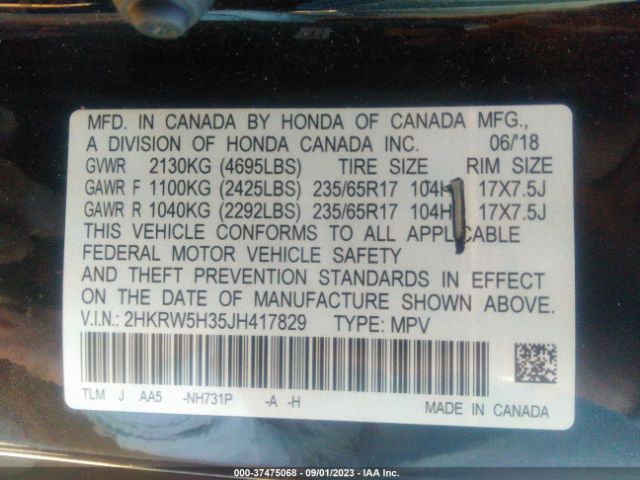 MFD. IN CANADA BY HONDA OF CANADA MFG.,
A DIVISION OF HONDA CANADA INC. 06/'18
GVWR 2130KG (4695LBS) TIRE SIZE RIM SIZE
GAWR F 1100KG (2425LBS) 235/65R17 104H 17X7.5J
GAWR R 1040KG (2292LBS) 235/65R17 104H 17X7.5J
THIS VEHICLE CONFORMS TO ALL APPLICABLE
FEDERAL MOTOR VEHICLE SAFETY
AND THEFT PREVENTION STANDARDS IN EFFECT
ON THE DATE OF MANUFACTURE SHOWN ABOVE.
V.I.N.: 2HKRW5H35JH417829 TYPE: MPV
TLM J AA5 -NH731P -A -H
MADE IN CANADA
000-37475068 - 09/01/2023 - IAA Inc.